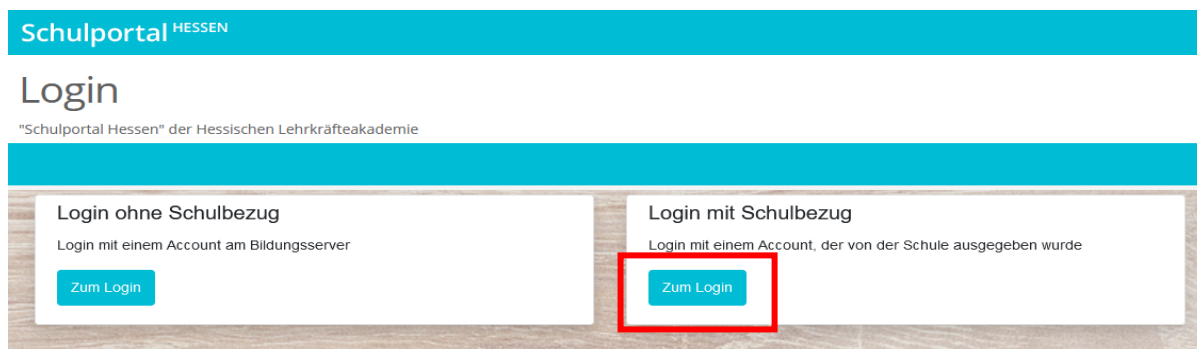 Schulportal HESSEN
Login
"Schulportal Hessen" der Hessischen Lehrkräfteakademie
Login ohne Schulbezug
Login mit einem Account am Bildungsserver
Zum Login
Login mit Schulbezug
Login mit einem Account, der von der Schule ausgegeben wurde
Zum Login